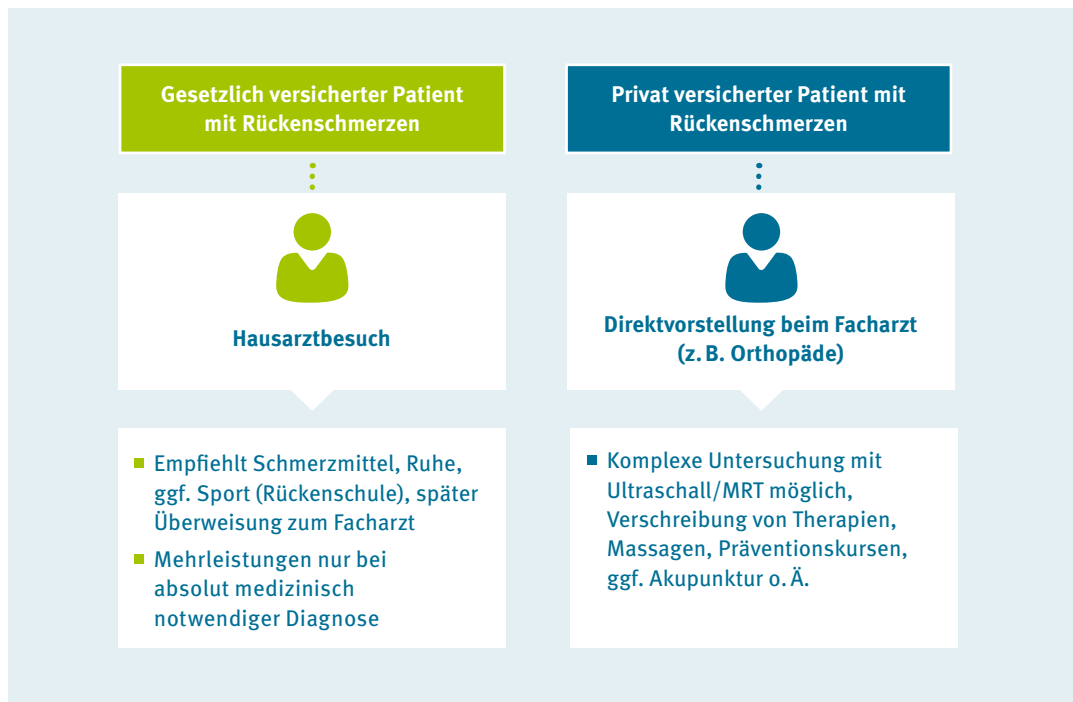 Gesetzlich versicherter Patient
mit Rückenschmerzen
Hausarztbesuch
Empfiehlt Schmerzmittel, Ruhe,
ggf. Sport (Rückenschule), später
Überweisung zum Facharzt
Mehrleistungen nur bei
absolut medizinisch
notwendiger Diagnose
Privat versicherter Patient mit
Rückenschmerzen
Direktvorstellung beim Facharzt
(z. B. Orthopäde)
Komplexe Untersuchung mit
Ultraschall/MRT möglich,
Verschreibung von Therapien,
Massagen, Präventionskursen,
ggf. Akupunktur o. Ä.